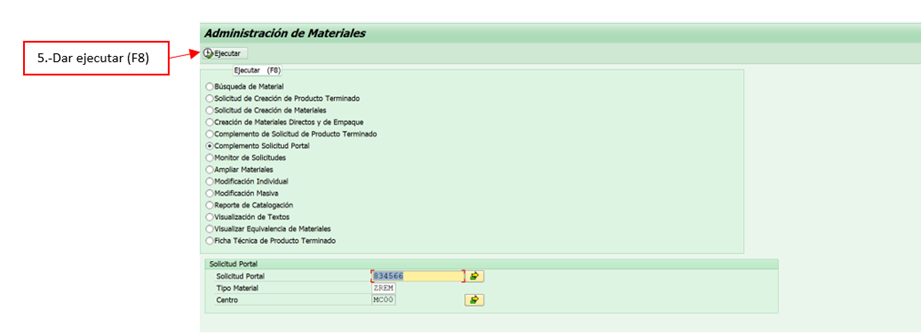 Administración de Materiales
5.-Dar ejecutar (F8)
Ejecutar
Ejecutar (F8)
Búsqueda de Material
Solicitud de Creación de Producto Terminado
Solicitud de Creación de Materiales
Creación de Materiales Directos y de Empaque
Complemento de Solicitud de Producto Terminado
Complemento Solicitud Portal
Monitor de Solicitudes
Ampliar Materiales
Modificación Individual
Modificación Masiva
Reporte de Catalogación
Visualización de Textos
Visualizar Equivalencia de Materiales
Ficha Técnica de Producto Terminado
Solicitud Portal
Solicitud Portal 834566
Tipo Material ZREM
Centro MC00